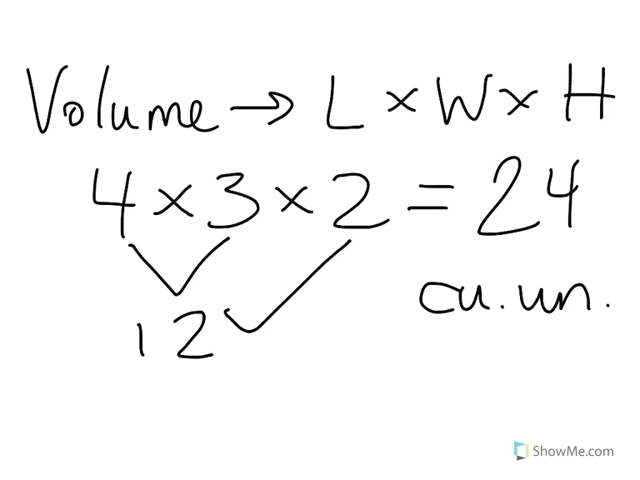 Volume → L × W × H
4 × 3 × 2 = 24
cu. un.
12
ShowMe.com